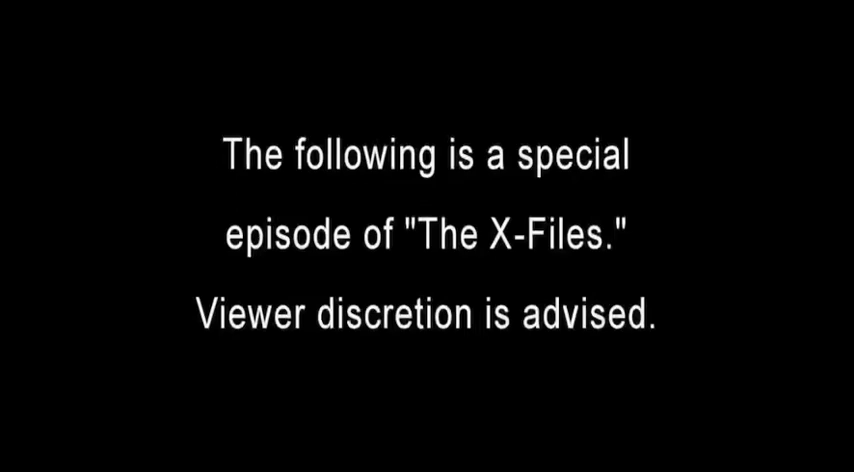 The following is a special
episode of "The X-Files."
Viewer discretion is advised.